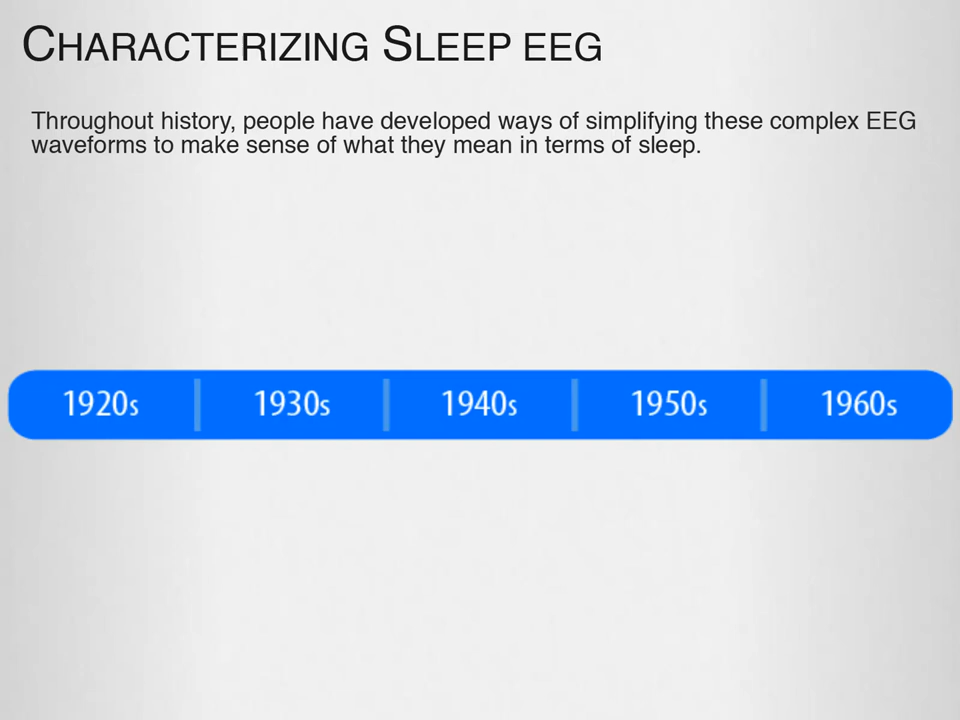 Characterizing Sleep EEG
Throughout history, people have developed ways of simplifying these complex EEG
waveforms to make sense of what they mean in terms of sleep.
1920s 1930s 1940s 1950s 1960s